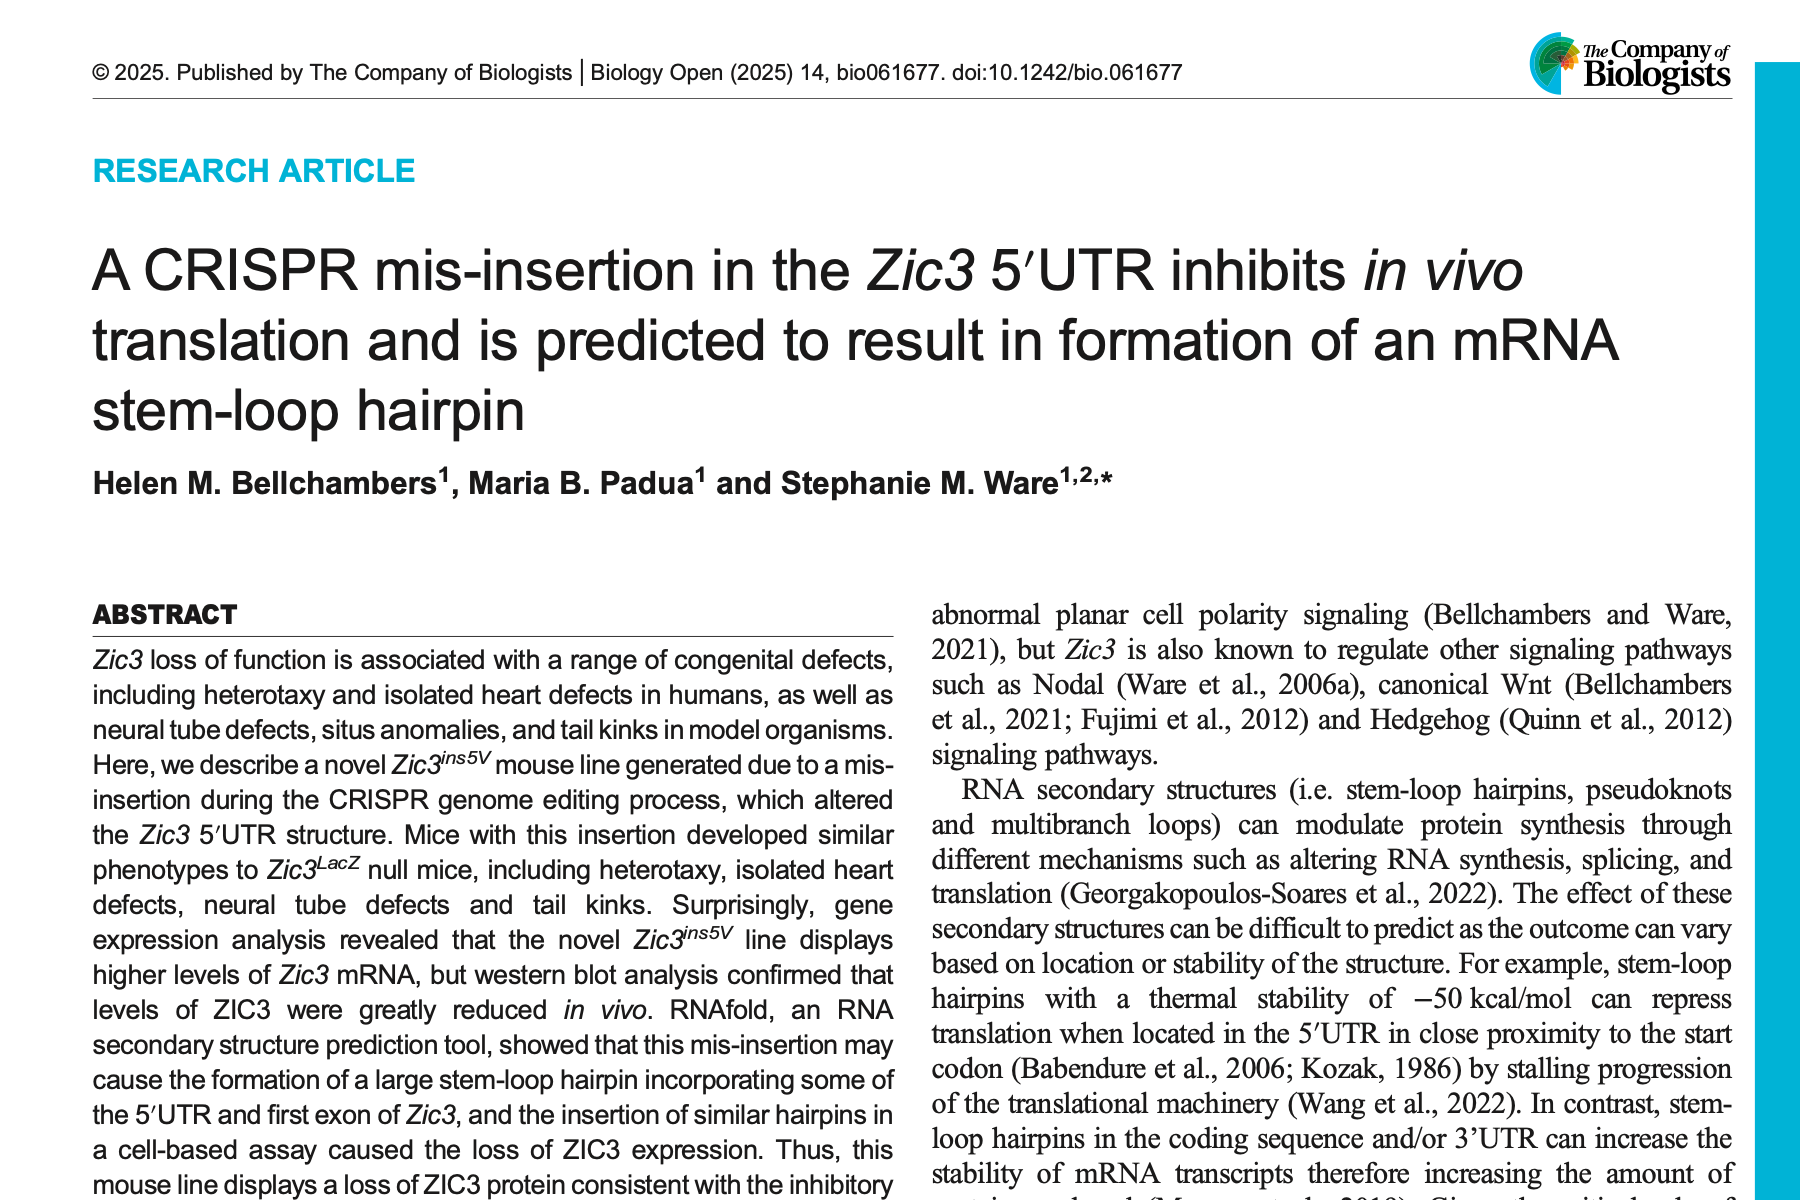 © 2025. Published by The Company of Biologists | Biology Open (2025) 14, bio061677. doi:10.1242/bio.061677
The Company of
Biologists
RESEARCH ARTICLE
A CRISPR mis-insertion in the Zic3 5′UTR inhibits in vivo
translation and is predicted to result in formation of an mRNA
stem-loop hairpin
Helen M. Bellchambers1, Maria B. Padua1 and Stephanie M. Ware1,2,*
ABSTRACT
Zic3 loss of function is associated with a range of congenital defects,
including heterotaxy and isolated heart defects in humans, as well as
neural tube defects, situs anomalies, and tail kinks in model organisms.
Here, we describe a novel Zic3ins5V mouse line generated due to a mis-
insertion during the CRISPR genome editing process, which altered
the Zic3 5′UTR structure. Mice with this insertion developed similar
phenotypes to Zic3LacZ null mice, including heterotaxy, isolated heart
defects, neural tube defects and tail kinks. Surprisingly, gene
expression analysis revealed that the novel Zic3ins5V line displays
higher levels of Zic3 mRNA, but western blot analysis confirmed that
levels of ZIC3 were greatly reduced in vivo. RNAfold, an RNA
secondary structure prediction tool, showed that this mis-insertion may
cause the formation of a large stem-loop hairpin incorporating some of
the 5′UTR and first exon of Zic3, and the insertion of similar hairpins in
a cell-based assay caused the loss of ZIC3 expression. Thus, this
mouse line displays a loss of ZIC3 protein consistent with the inhibitory
abnormal planar cell polarity signaling (Bellchambers and Ware,
2021), but Zic3 is also known to regulate other signaling pathways
such as Nodal (Ware et al., 2006a), canonical Wnt (Bellchambers
et al., 2021; Fujimi et al., 2012) and Hedgehog (Quinn et al., 2012)
signaling pathways.
RNA secondary structures (i.e. stem-loop hairpins, pseudoknots
and multibranch loops) can modulate protein synthesis through
different mechanisms such as altering RNA synthesis, splicing, and
translation (Georgakopoulos-Soares et al., 2022). The effect of these
secondary structures can be difficult to predict as the outcome can vary
based on location or stability of the structure. For example, stem-loop
hairpins with a thermal stability of −50 kcal/mol can repress
translation when located in the 5′UTR in close proximity to the start
codon (Babendure et al., 2006; Kozak, 1986) by stalling progression
of the translational machinery (Wang et al., 2022). In contrast, stem-
loop hairpins in the coding sequence and/or 3’UTR can increase the
stability of mRNA transcripts therefore increasing the amount of